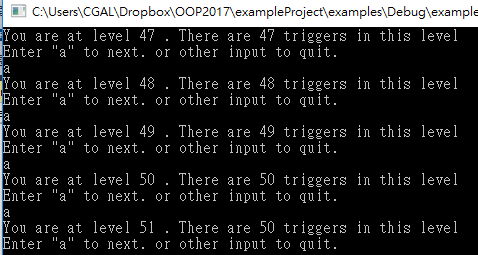 C:\Users\CGAL\Dropbox\OOP2017\exampleProject\examples\Debug\example
You are at level 47 . There are 47 triggers in this level
Enter "a" to next. or other input to quit.
a
You are at level 48 . There are 48 triggers in this level
Enter "a" to next. or other input to quit.
a
You are at level 49 . There are 49 triggers in this level
Enter "a" to next. or other input to quit.
a
You are at level 50 . There are 50 triggers in this level
Enter "a" to next. or other input to quit.
a
You are at level 51 . There are 50 triggers in this level
Enter "a" to next. or other input to quit.